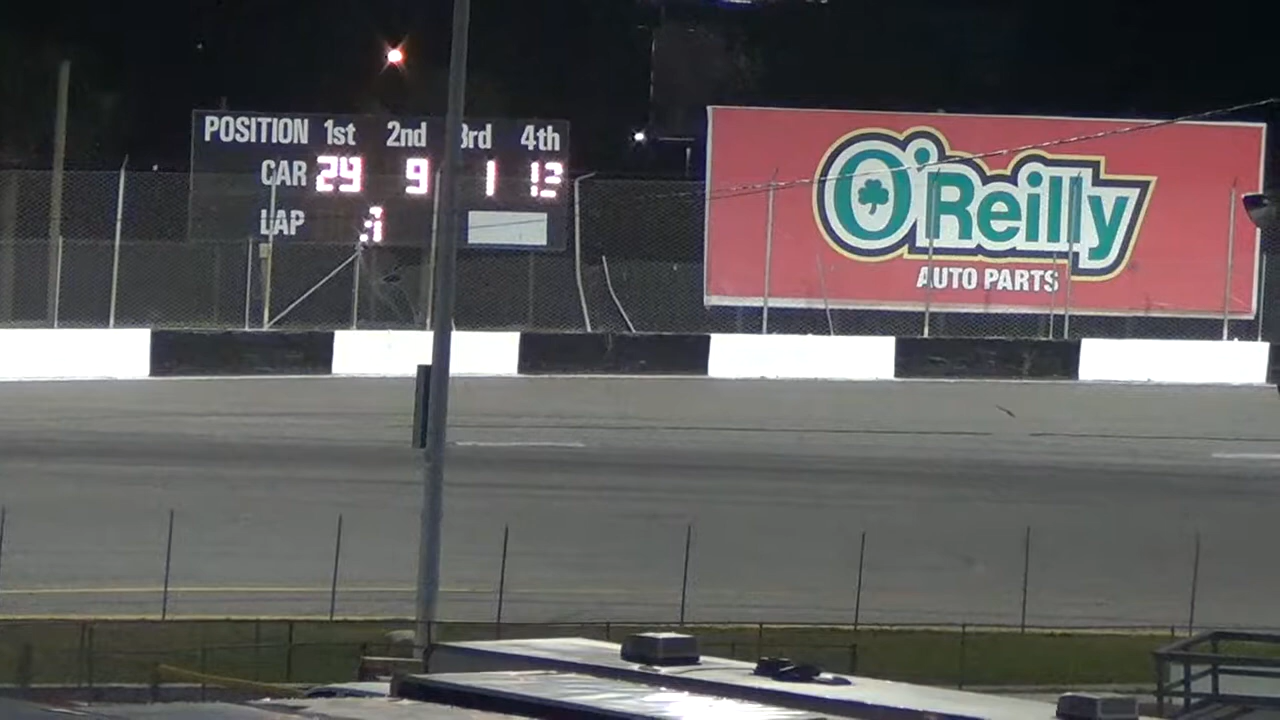 POSITION 1st 2nd 3rd 4th
CAR 29 9 1 13
LAP
O'Reilly
AUTO PARTS